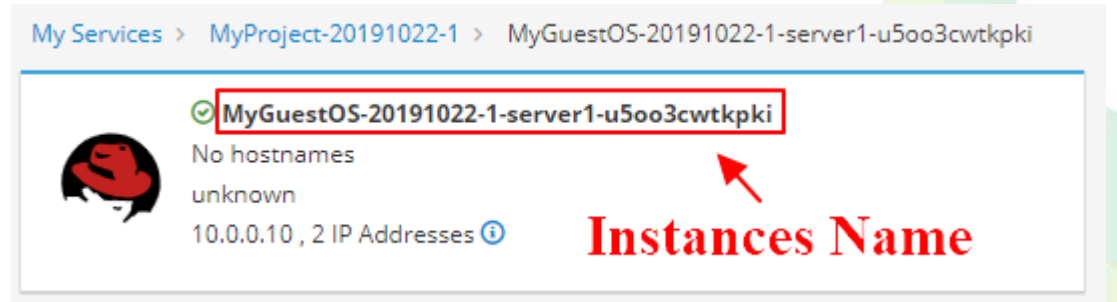 My Services > MyProject-20191022-1 > MyGuestOS-20191022-1-server1-u5oo3cwtkpki
MyGuestOS-20191022-1-server1-u5oo3cwtkpki
No hostnames
unknown
10.0.0.10 , 2 IP Addresses
Instances Name